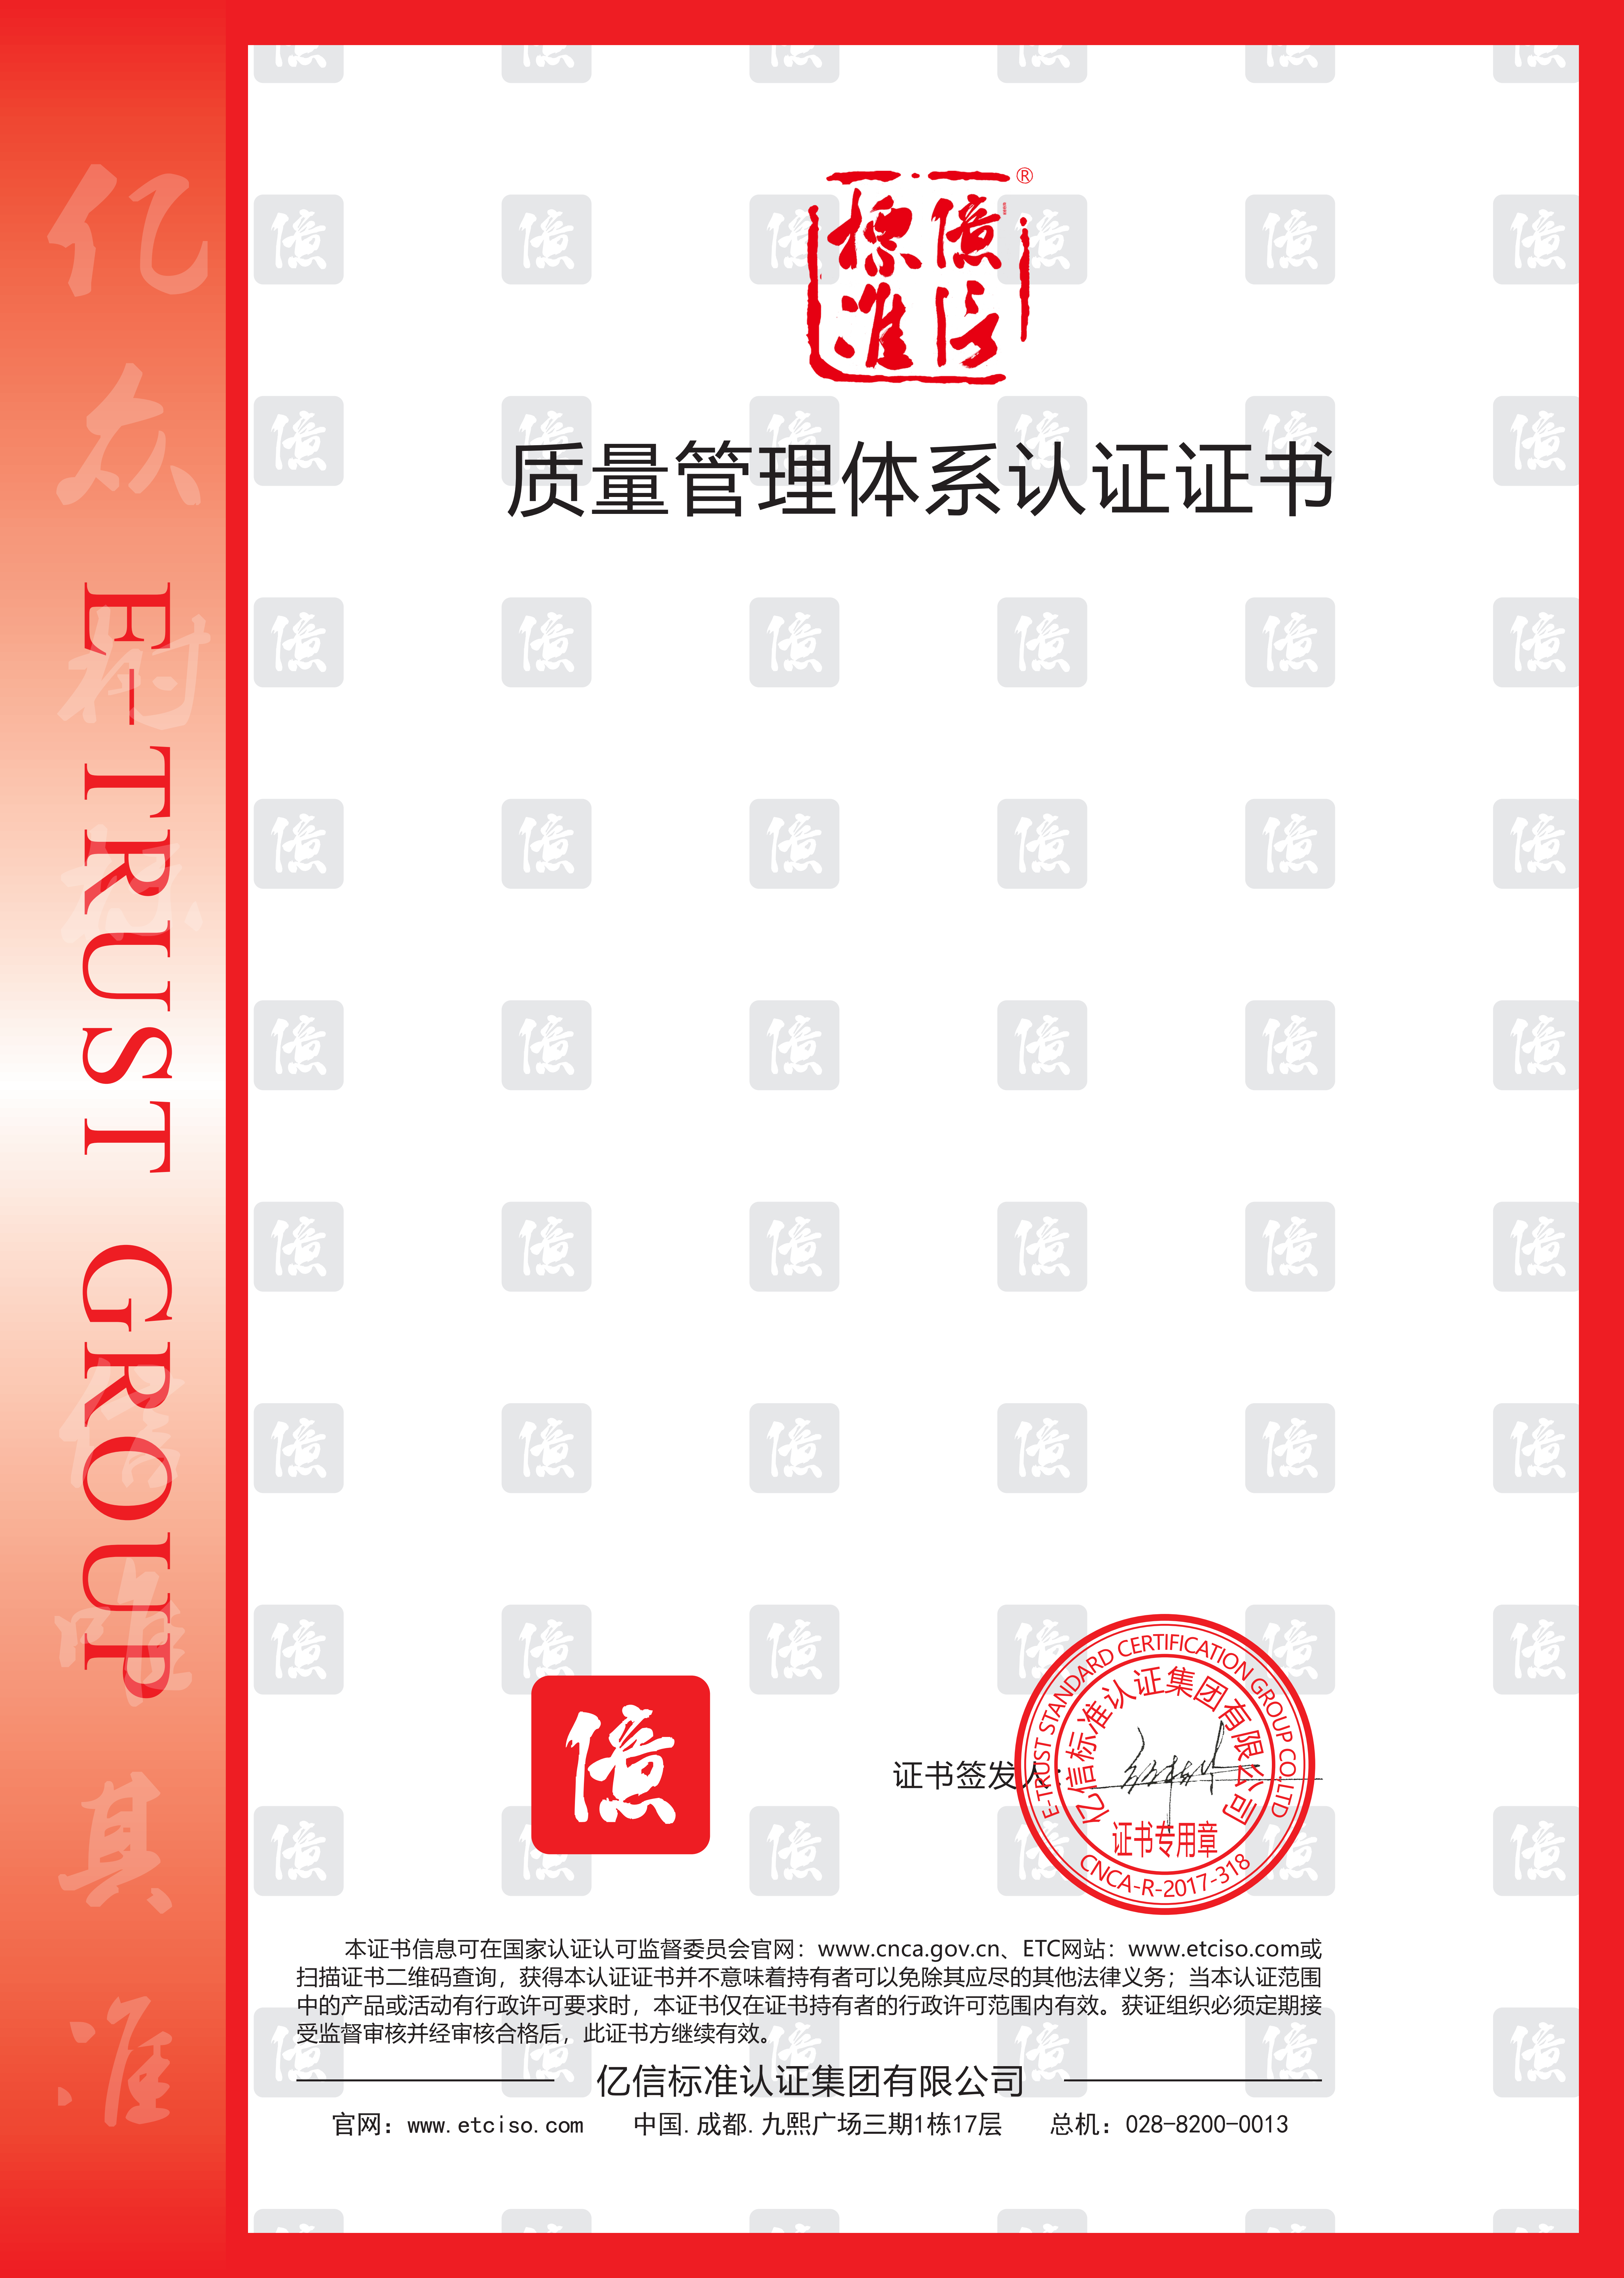 億信標準
®
质量管理体系认证证书
亿众树标 信唯其准
E-TRUST GROUP
億
证书签发人：
E-TRUST STANDARD CERTIFICATION GROUP CO.,LTD
亿信标准认证集团有限公司
证书专用章
CNCA-R-2017-318
本证书信息可在国家认证认可监督委员会官网：www.cnca.gov.cn、ETC网站：www.etciso.com或
扫描证书二维码查询，获得本认证证书并不意味着持有者可以免除其应尽的其他法律义务；当本认证范围
中的产品或活动有行政许可要求时，本证书仅在证书持有者的行政许可范围内有效。获证组织必须定期接
受监督审核并经审核合格后，此证书方继续有效。
亿信标准认证集团有限公司
官网：www.etciso.com 中国.成都.九熙广场三期1栋17层 总机：028-8200-0013